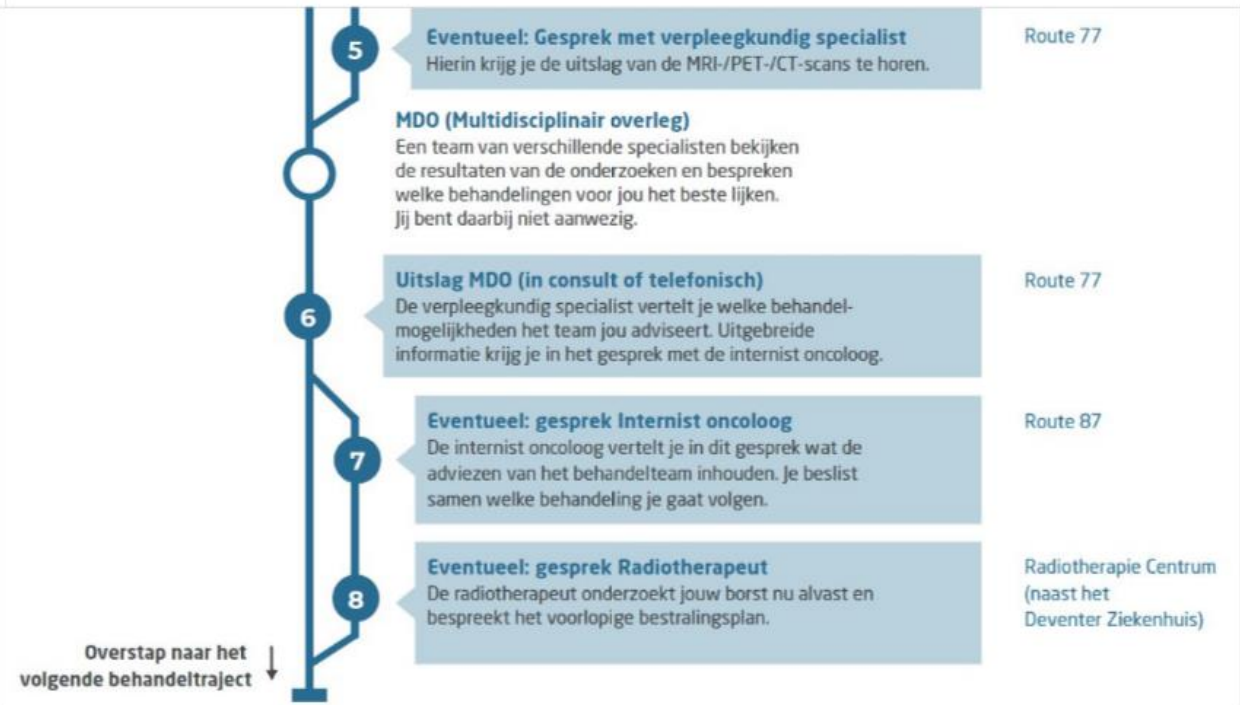 5
Eventueel: Gesprek met verpleegkundig specialist
Hierin krijg je de uitslag van de MRI-/PET-/CT-scans te horen.
Route 77
MDO (Multidisciplinair overleg)
Een team van verschillende specialisten bekijken
de resultaten van de onderzoeken en bespreken
welke behandelingen voor jou het beste lijken.
Jij bent daarbij niet aanwezig.
6
Uitslag MDO (in consult of telefonisch)
De verpleegkundig specialist vertelt je welke behandel-
mogelijkheden het team jou adviseert. Uitgebreide
informatie krijg je in het gesprek met de internist oncoloog.
Route 77
7
Eventueel: gesprek Internist oncoloog
De internist oncoloog vertelt je in dit gesprek wat de
adviezen van het behandelteam inhouden. Je beslist
samen welke behandeling je gaat volgen.
Route 87
8
Eventueel: gesprek Radiotherapeut
De radiotherapeut onderzoekt jouw borst nu alvast en
bespreekt het voorlopige bestralingsplan.
Radiotherapie Centrum
(naast het
Deventer Ziekenhuis)
Overstap naar het
volgende behandeltraject